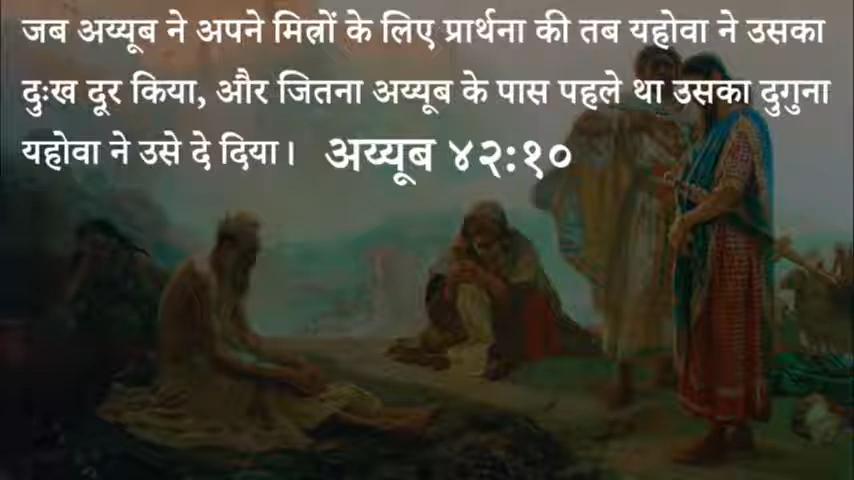 जब अय्यूब ने अपने मित्रों के लिए प्रार्थना की तब यहोवा ने उसका
दुःख दूर किया, और जितना अय्यूब के पास पहले था उसका दुगुना
यहोवा ने उसे दे दिया। अय्यूब ४२:१०